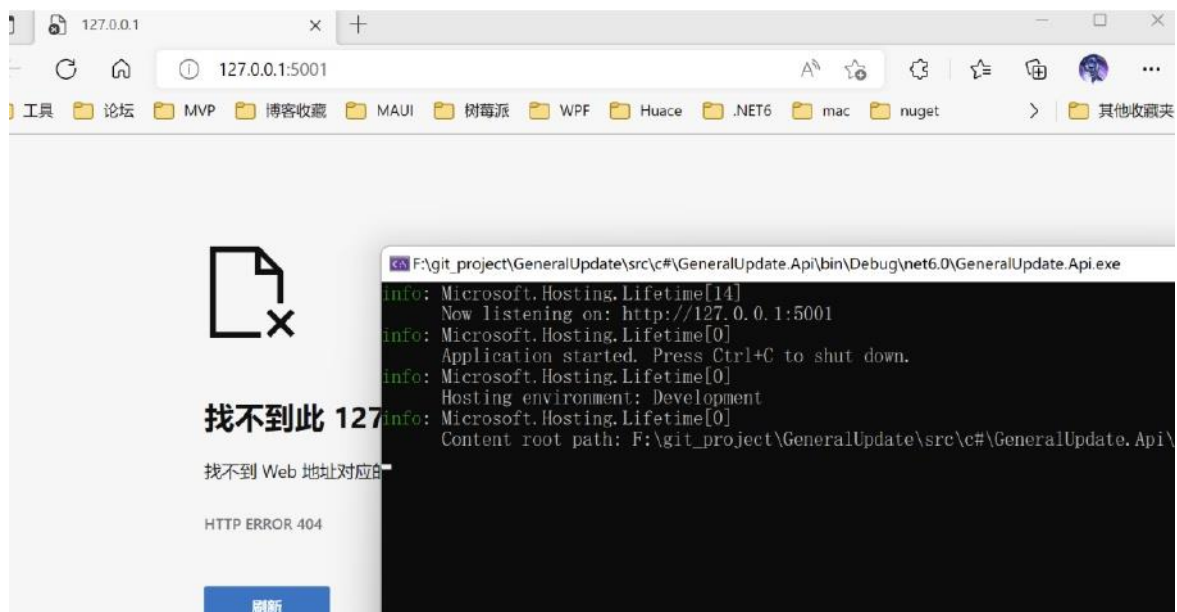 127.0.0.1
127.0.0.1:5001
工具 论坛 MVP 博客收藏 MAUI 树莓派 WPF Huace .NET6 mac nuget 其他收藏夹
F:\git_project\GeneralUpdate\src\c#\GeneralUpdate.Api\bin\Debug\net6.0\GeneralUpdate.Api.exe
info: Microsoft.Hosting.Lifetime[14]
Now listening on: http://127.0.0.1:5001
info: Microsoft.Hosting.Lifetime[0]
Application started. Press Ctrl+C to shut down.
info: Microsoft.Hosting.Lifetime[0]
Hosting environment: Development
info: Microsoft.Hosting.Lifetime[0]
Content root path: F:\git_project\GeneralUpdate\src\c#\GeneralUpdate.Api\
找不到此 127
找不到 Web 地址对应的
HTTP ERROR 404
刷新